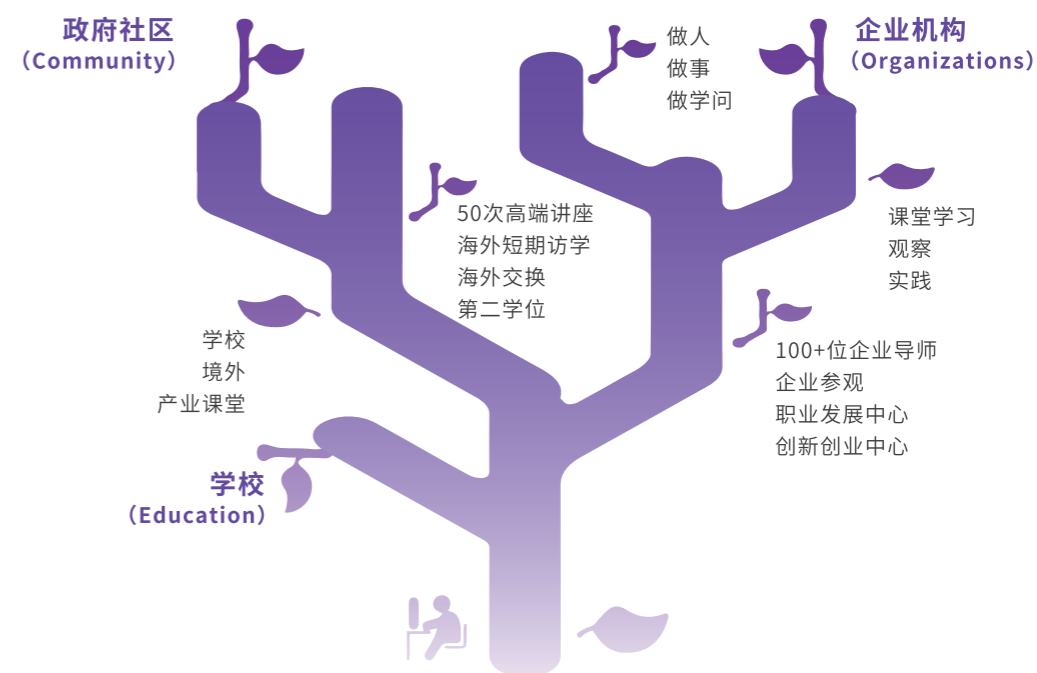 政府社区
（Community）
企业机构
（Organizations）
做人
做事
做学问
50次高端讲座
海外短期访学
海外交换
第二学位
课堂学习
观察
实践
学校
境外
产业课堂
100+位企业导师
企业参观
职业发展中心
创新创业中心
学校
（Education）